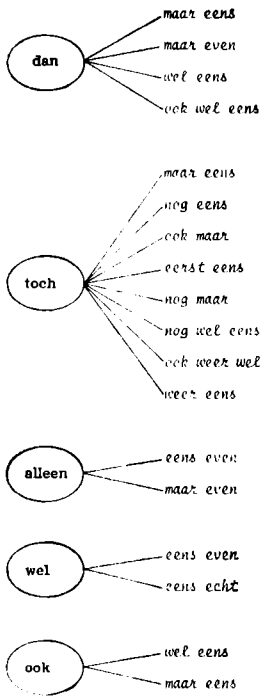 maar eens
maar even
dan
wel eens
ook wel eens
maar eens
nog eens
ook maar
eerst eens
toch
nog maar
nog wel eens
ook weer wel
weer eens
eens even
alleen
maar even
eens even
wel
eens echt
wel eens
ook
maar eens